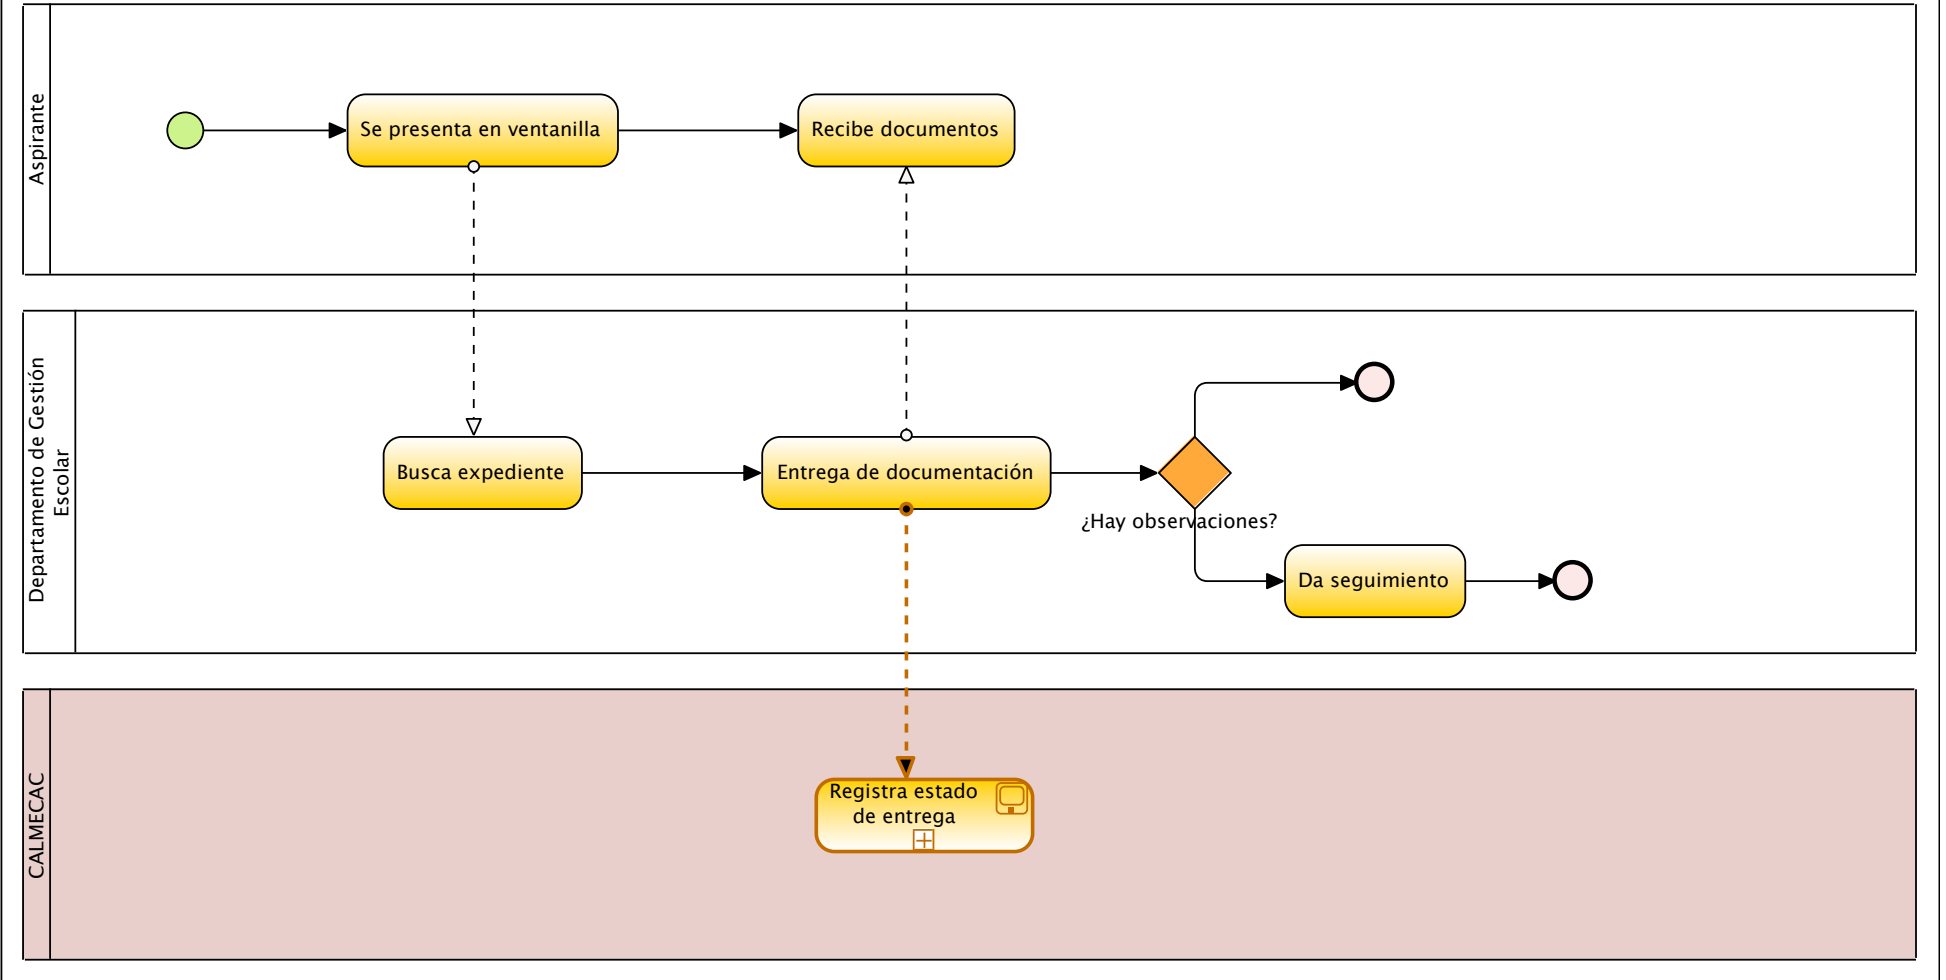 Aspirante
Se presenta en ventanilla
Recibe documentos
Departamento de Gestión
Escolar
Busca expediente
Entrega de documentación
¿Hay observaciones?
Da seguimiento
CALMECAC
Registra estado
de entrega